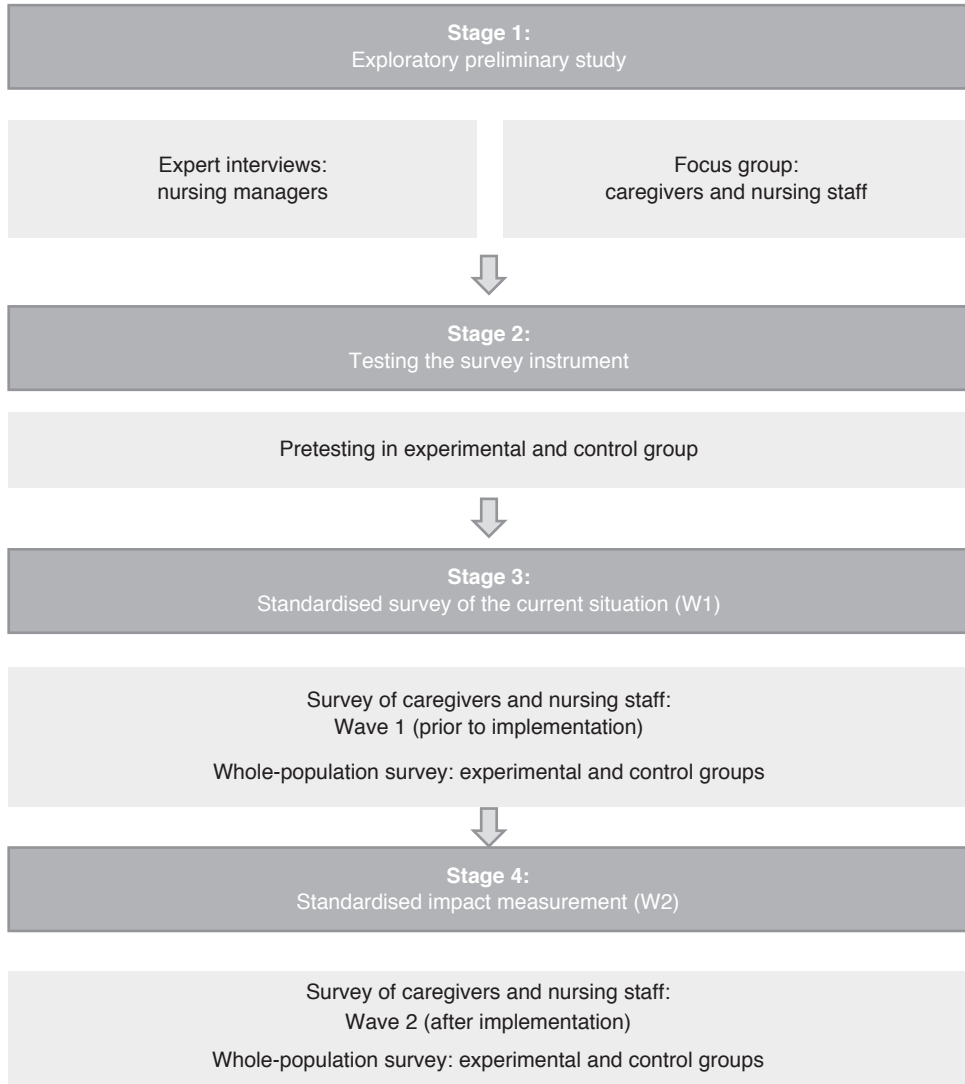 Stage 1:
Exploratory preliminary study
Expert interviews:
nursing managers
Focus group:
caregivers and nursing staff
Stage 2:
Testing the survey instrument
Pretesting in experimental and control group
Stage 3:
Standardised survey of the current situation (W1)
Survey of caregivers and nursing staff:
Wave 1 (prior to implementation)
Whole-population survey: experimental and control groups
Stage 4:
Standardised impact measurement (W2)
Survey of caregivers and nursing staff:
Wave 2 (after implementation)
Whole-population survey: experimental and control groups